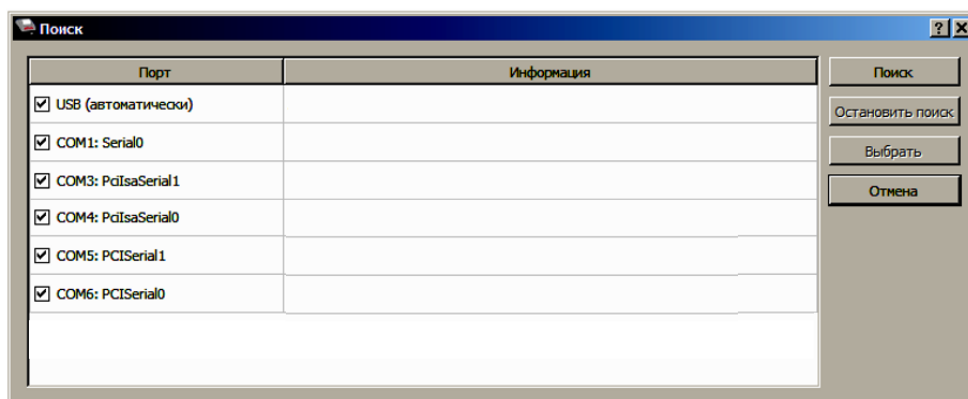 Поиск
Порт Информация
USB (автоматически)
COM1: Serial0
COM3: PciIsaSerial1
COM4: PciIsaSerial0
COM5: PCISerial1
COM6: PCISerial0
Поиск
Остановить поиск
Выбрать
Отмена